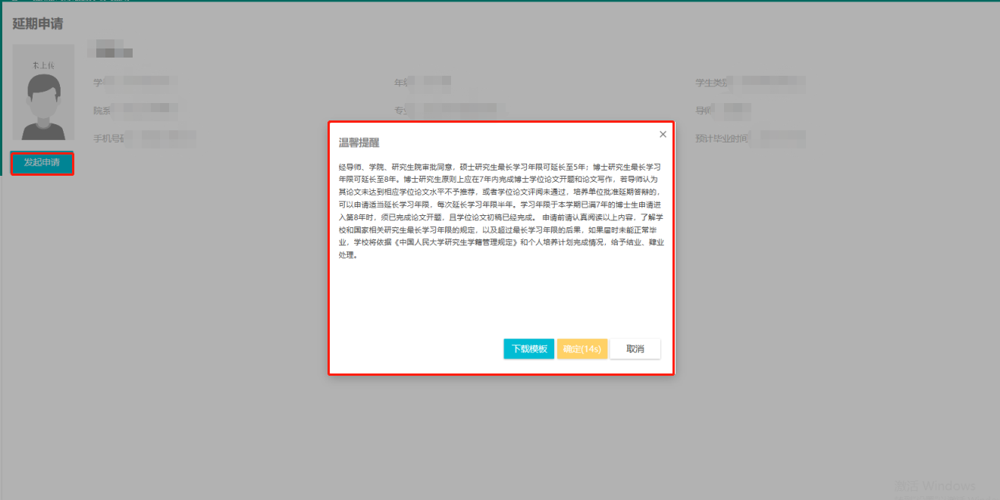 延期申请
未上传
学
年级
学生类别
院系
专业
导师
手机号码
预计毕业时间
发起申请
温馨提醒
经导师、学院、研究生院审批同意，硕士研究生最长学习年限可延长至5年；博士研究生最长学习
年限可延长至8年。博士研究生原则上应在7年内完成博士学位论文开题和论文写作，若导师认为
其论文未达到相应学位论文水平不予推荐，或者学位论文评阅未通过，培养单位批准延期答辩的，
可以申请适当延长学习年限，每次延长学习年限半年。学习年限于本学期已满7年的博士生申请进
入第8年时，须已完成论文开题，且学位论文初稿已经完成。 申请前请认真阅读以上内容，了解学
校和国家相关研究生最长学习年限的规定，以及超过最长学习年限的后果，如果届时未能正常毕
业，学校将依据《中国人民大学研究生学籍管理规定》和个人培养计划完成情况，给予结业、肄业
处理。
下载模板
确定(14s)
取消
激活 Windows